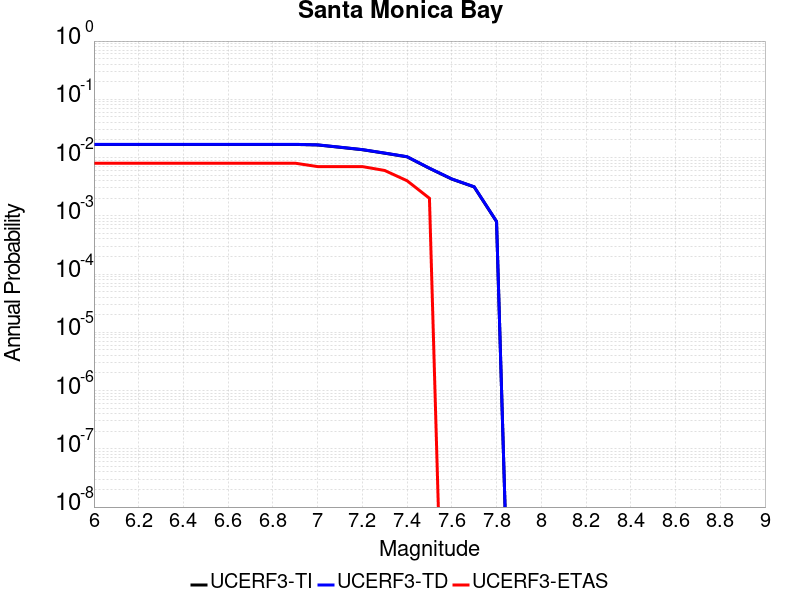 Santa Monica Bay
10^0
10^-1
10^-2
10^-3
10^-4
10^-5
10^-6
10^-7
10^-8
Annual Probability
6 6.2 6.4 6.6 6.8 7 7.2 7.4 7.6 7.8 8 8.2 8.4 8.6 8.8 9
Magnitude
UCERF3-TI UCERF3-TD UCERF3-ETAS